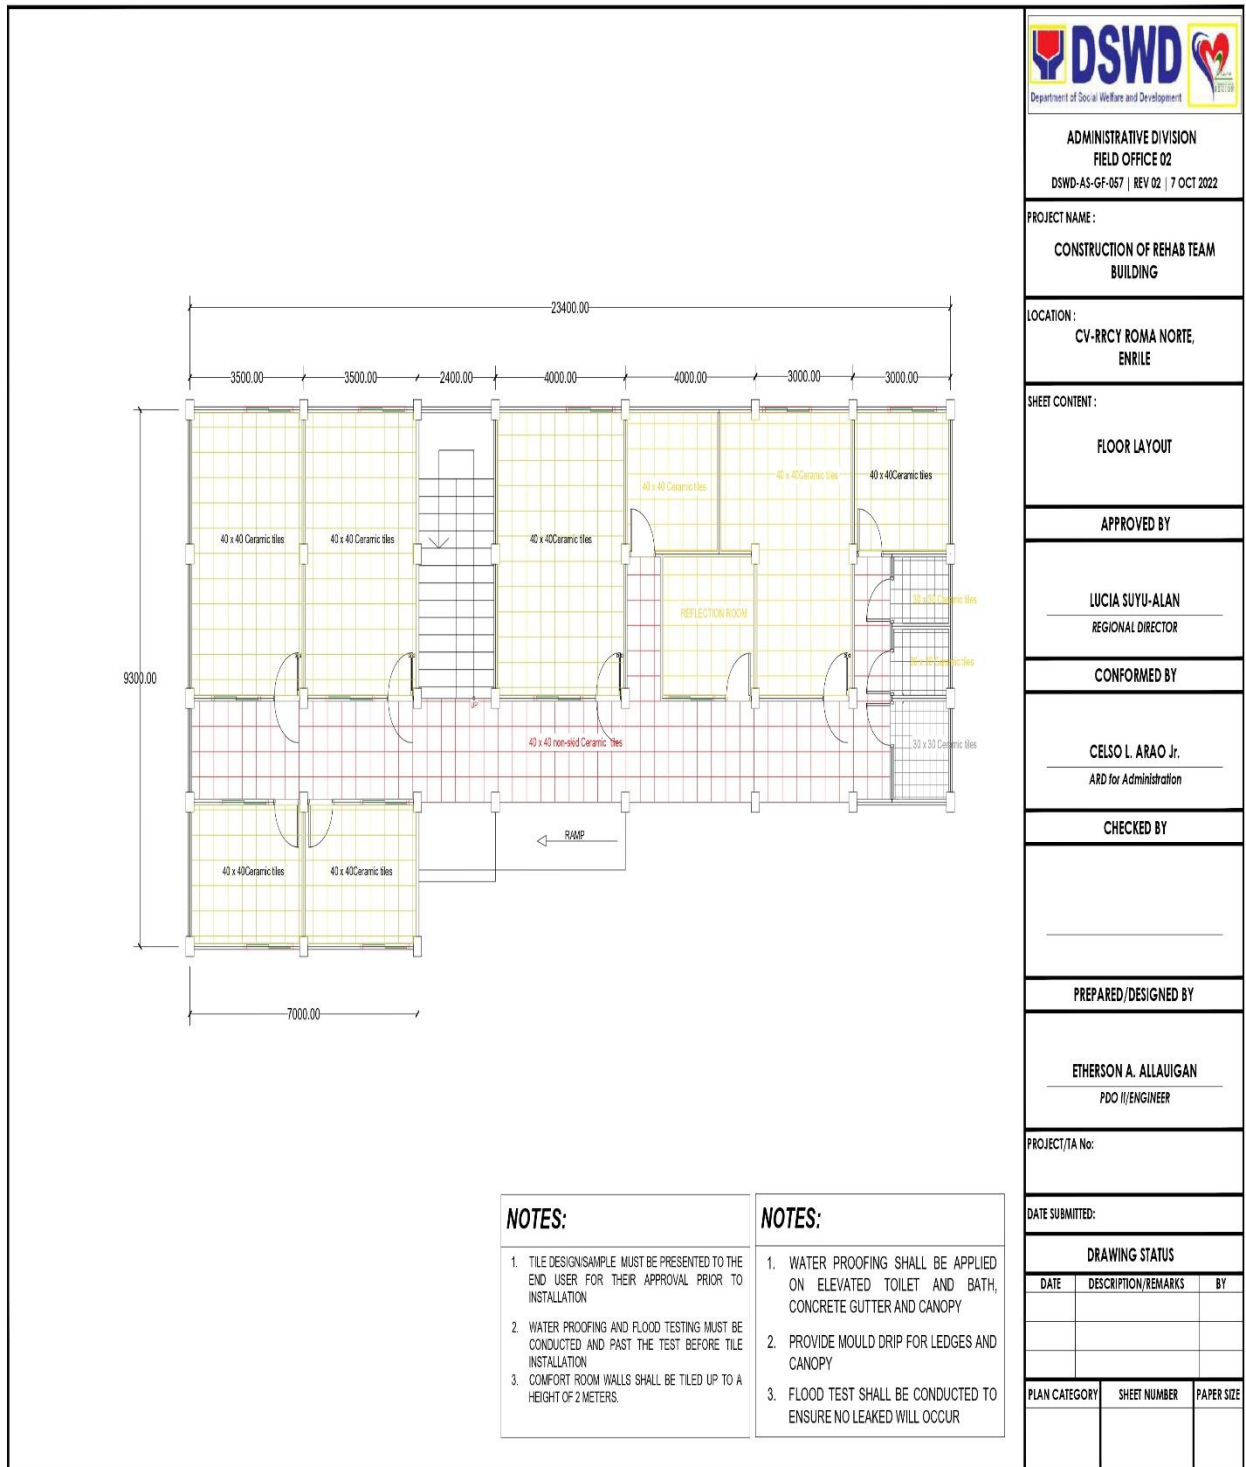 23400.00
3500.00
3500.00
2400.00
4000.00
4000.00
3000.00
3000.00
9300.00
40 x 40 Ceramic tiles
40 x 40 Ceramic tiles
40 x 40Ceramic tiles
40 x 40 Ceramic tiles
40 x 40Ceramic tiles
40 x 40Ceramic tiles
REFLECTION ROOM
30 x 30 Ceramic tiles
30 x 30 Ceramic tiles
UP
40 x 40 non-skid Ceramic tiles
30 x 30 Ceramic tiles
RAMP
40 x 40Ceramic tiles
40 x 40Ceramic tiles
7000.00
NOTES:
1. TILE DESIGN/SAMPLE MUST BE PRESENTED TO THE
END USER FOR THEIR APPROVAL PRIOR TO
INSTALLATION
2. WATER PROOFING AND FLOOD TESTING MUST BE
CONDUCTED AND PAST THE TEST BEFORE TILE
INSTALLATION
3. COMFORT ROOM WALLS SHALL BE TILED UP TO A
HEIGHT OF 2 METERS.
NOTES:
1. WATER PROOFING SHALL BE APPLIED
ON ELEVATED TOILET AND BATH,
CONCRETE GUTTER AND CANOPY
2. PROVIDE MOULD DRIP FOR LEDGES AND
CANOPY
3. FLOOD TEST SHALL BE CONDUCTED TO
ENSURE NO LEAKED WILL OCCUR
DSWD
Department of Social Welfare and Development
ADMINISTRATIVE DIVISION
FIELD OFFICE 02
DSWD-AS-GF-057 | REV 02 | 7 OCT 2022
PROJECT NAME :
CONSTRUCTION OF REHAB TEAM
BUILDING
LOCATION :
CV-RRCY ROMA NORTE,
ENRILE
SHEET CONTENT :
FLOOR LAYOUT
APPROVED BY
LUCIA SUYU-ALAN
REGIONAL DIRECTOR
CONFORMED BY
CELSO L. ARAO Jr.
ARD for Administration
CHECKED BY
PREPARED/DESIGNED BY
ETHERSON A. ALLAUIGAN
PDO II/ENGINEER
PROJECT/TA No:
DATE SUBMITTED:
DRAWING STATUS
DATE DESCRIPTION/REMARKS BY
PLAN CATEGORY SHEET NUMBER PAPER SIZE